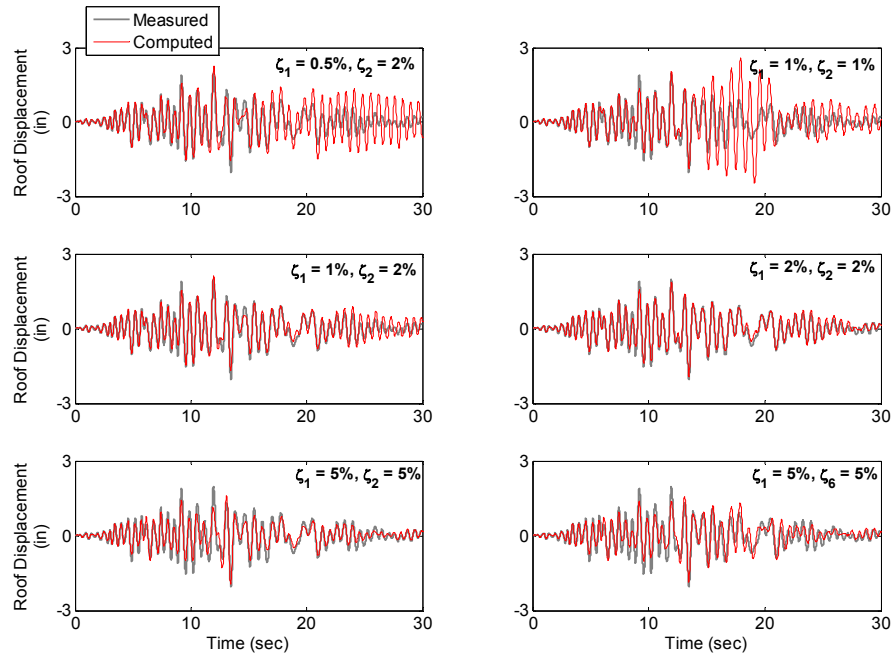 Measured
Computed
Roof Displacement
(in)
3
0
-3
0
10
20
30
ζ1 = 0.5%, ζ2 = 2%
3
0
-3
0
10
20
30
ζ1 = 1%, ζ2 = 1%
Roof Displacement
(in)
3
0
-3
0
10
20
30
ζ1 = 1%, ζ2 = 2%
3
0
-3
0
10
20
30
ζ1 = 2%, ζ2 = 2%
Roof Displacement
(in)
3
0
-3
0
10
20
30
ζ1 = 5%, ζ2 = 5%
Time (sec)
3
0
-3
0
10
20
30
ζ1 = 5%, ζ6 = 5%
Time (sec)